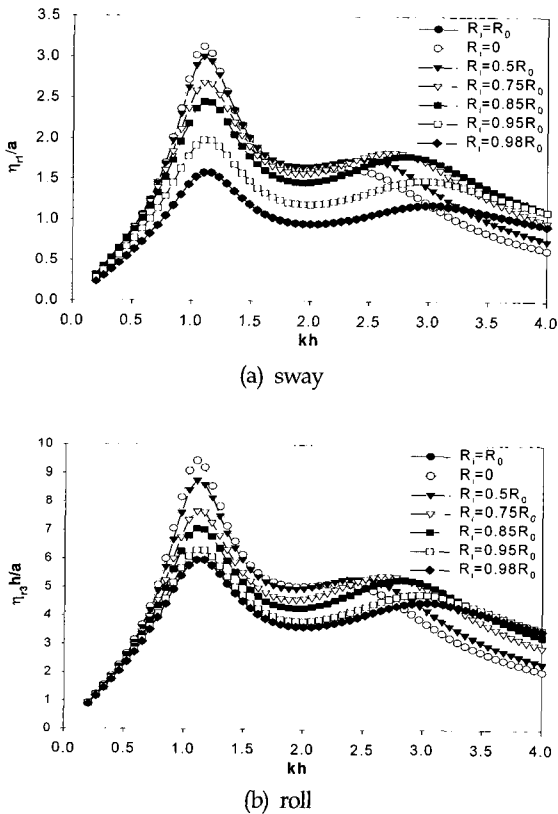 3.5
3.0
2.5
2.0
1.5
1.0
0.5
0.0
η_r1/a
R_i=R_0
R_i=0
R_i=0.5R_0
R_i=0.75R_0
R_i=0.85R_0
R_i=0.95R_0
R_i=0.98R_0
0.0 0.5 1.0 1.5 2.0 2.5 3.0 3.5 4.0
kh
(a) sway
10
9
8
7
6
5
4
3
2
1
0
η_r3h/a
R_i=R_0
R_i=0
R_i=0.5R_0
R_i=0.75R_0
R_i=0.85R_0
R_i=0.95R_0
R_i=0.98R_0
0.0 0.5 1.0 1.5 2.0 2.5 3.0 3.5 4.0
kh
(b) roll